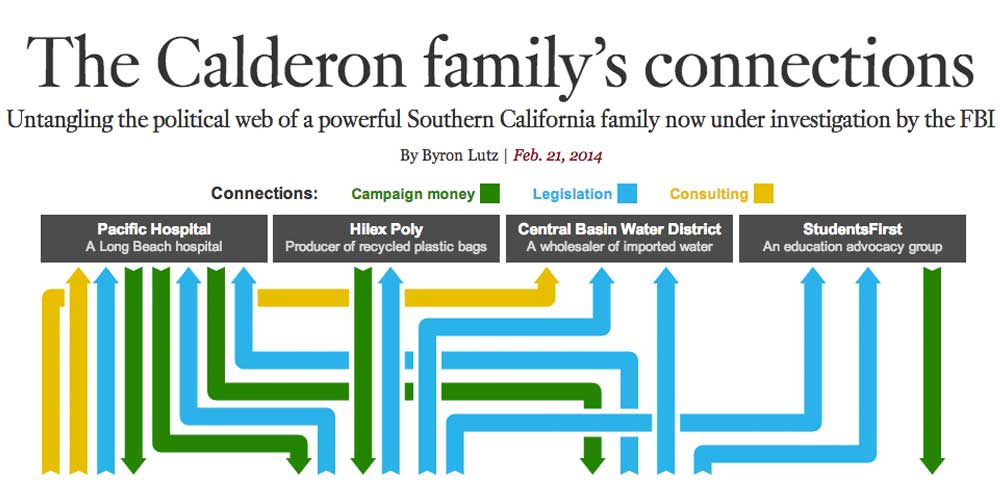 The Calderon family’s connections
Untangling the political web of a powerful Southern California family now under investigation by the FBI
By Byron Lutz | Feb. 21, 2014
Connections: Campaign money Legislation Consulting
Pacific Hospital
A Long Beach hospital
Hilex Poly
Producer of recycled plastic bags
Central Basin Water District
A wholesaler of imported water
StudentsFirst
An education advocacy group